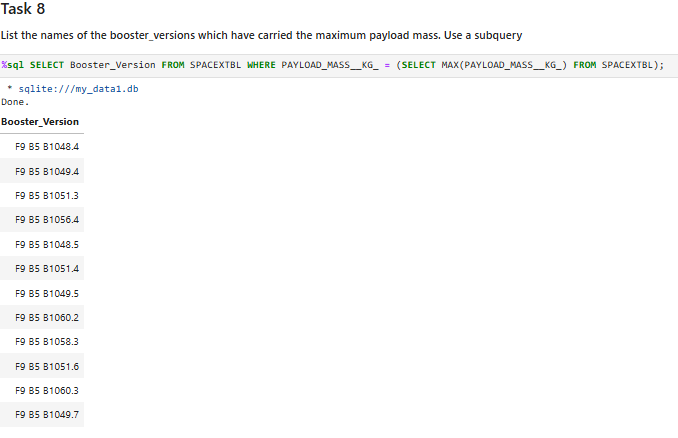 Task 8
List the names of the booster_versions which have carried the maximum payload mass. Use a subquery
%sql SELECT Booster_Version FROM SPACEXTBL WHERE PAYLOAD_MASS__KG_ = (SELECT MAX(PAYLOAD_MASS__KG_) FROM SPACEXTBL);
* sqlite:///my_data1.db
Done.
Booster_Version
F9 B5 B1048.4
F9 B5 B1049.4
F9 B5 B1051.3
F9 B5 B1056.4
F9 B5 B1048.5
F9 B5 B1051.4
F9 B5 B1049.5
F9 B5 B1060.2
F9 B5 B1058.3
F9 B5 B1051.6
F9 B5 B1060.3
F9 B5 B1049.7